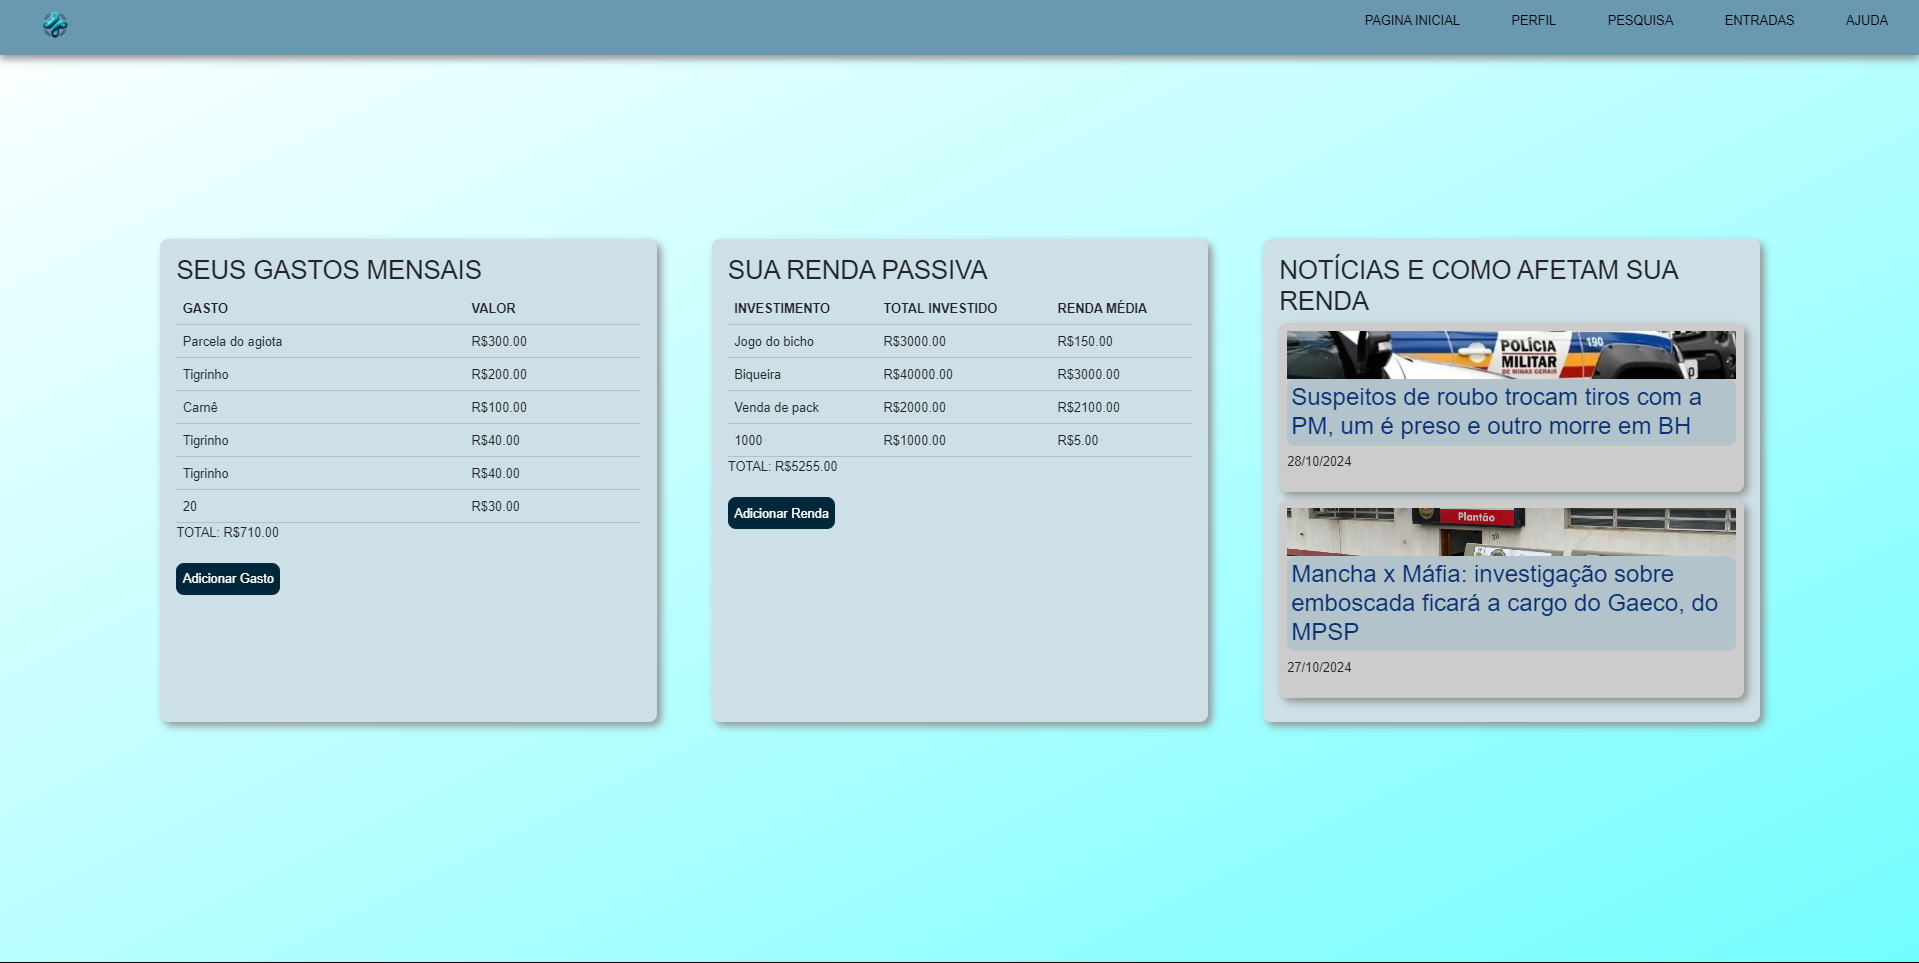 PAGINA INICIAL PERFIL PESQUISA ENTRADAS AJUDA
SEUS GASTOS MENSAIS
GASTO VALOR
Parcela do agiota R$300.00
Tigrinho R$200.00
Carnê R$100.00
Tigrinho R$40.00
Tigrinho R$40.00
20 R$30.00
TOTAL: R$710.00
Adicionar Gasto
SUA RENDA PASSIVA
INVESTIMENTO TOTAL INVESTIDO RENDA MÉDIA
Jogo do bicho R$3000.00 R$150.00
Biqueira R$40000.00 R$3000.00
Venda de pack R$2000.00 R$2100.00
1000 R$1000.00 R$5.00
TOTAL: R$5255.00
Adicionar Renda
NOTÍCIAS E COMO AFETAM SUA
RENDA
190
POLÍCIA
MILITAR
DE MINAS GERAIS
Suspeitos de roubo trocam tiros com a
PM, um é preso e outro morre em BH
28/10/2024
Plantão
Mancha x Máfia: investigação sobre
emboscada ficará a cargo do Gaeco, do
MPSP
27/10/2024